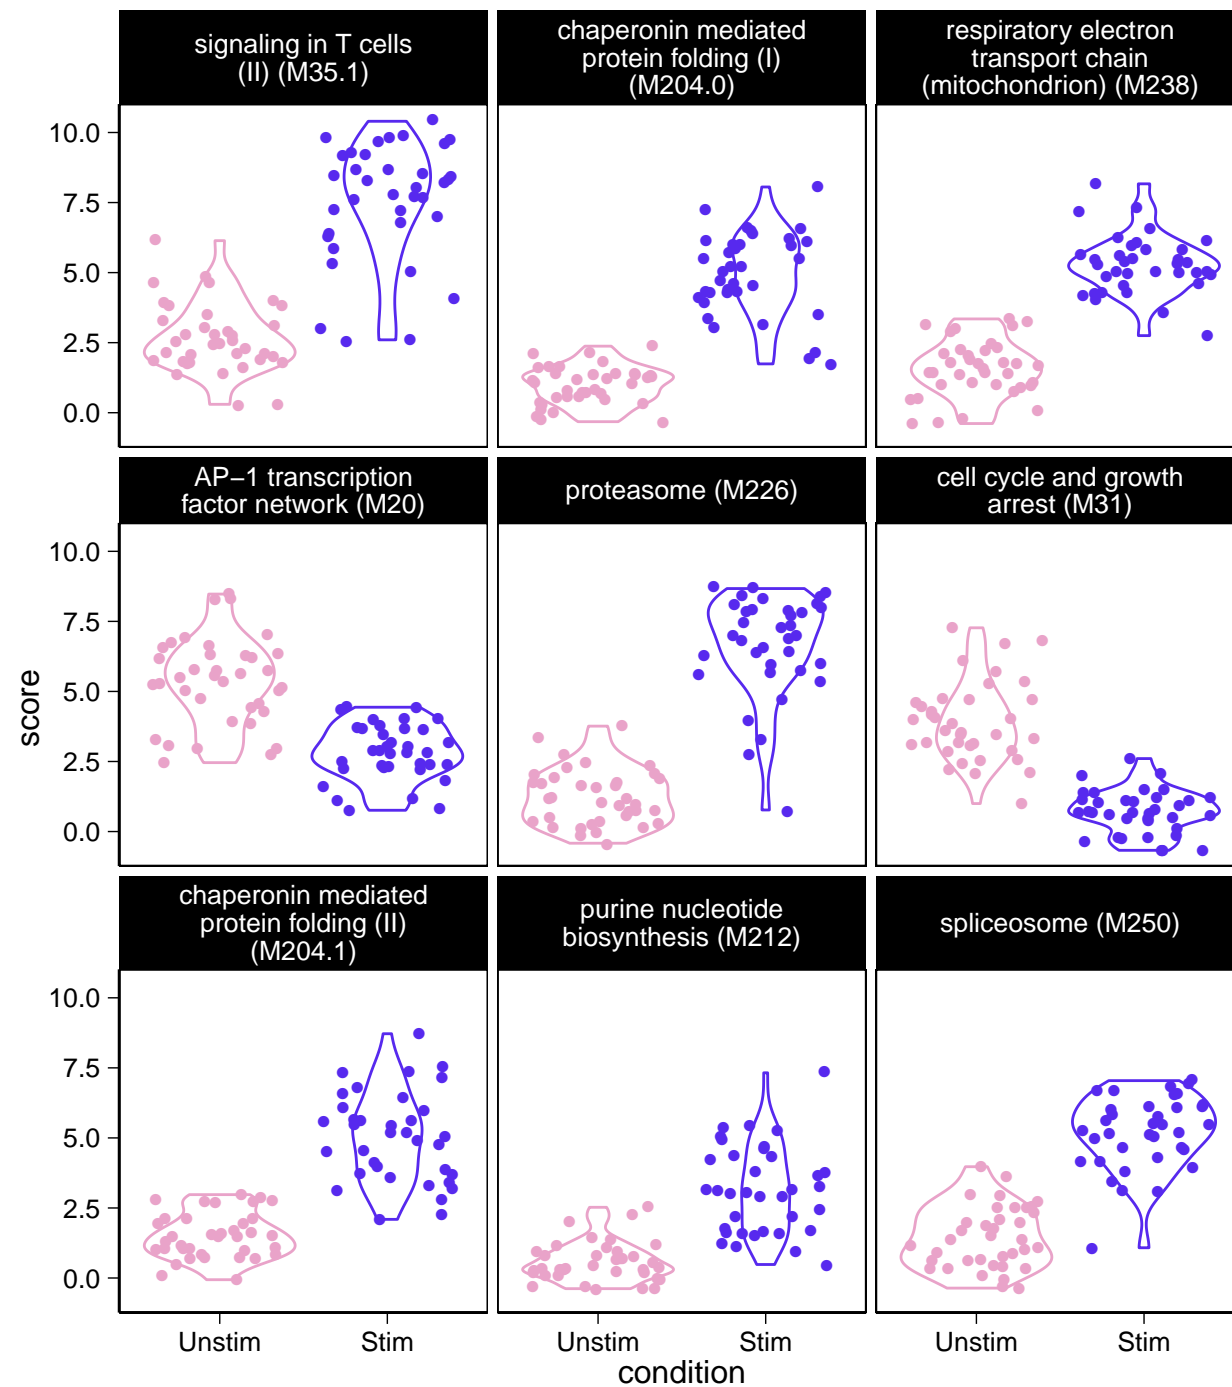 signaling in T cells
(II) (M35.1)
chaperonin mediated
protein folding (I)
(M204.0)
respiratory electron
transport chain
(mitochondrion) (M238)
10.0
7.5
5.0
2.5
0.0
AP−1 transcription
factor network (M20)
proteasome (M226)
cell cycle and growth
arrest (M31)
10.0
7.5
5.0
2.5
0.0
score
chaperonin mediated
protein folding (II)
(M204.1)
purine nucleotide
biosynthesis (M212)
spliceosome (M250)
10.0
7.5
5.0
2.5
0.0
Unstim Stim Unstim Stim Unstim Stim
condition